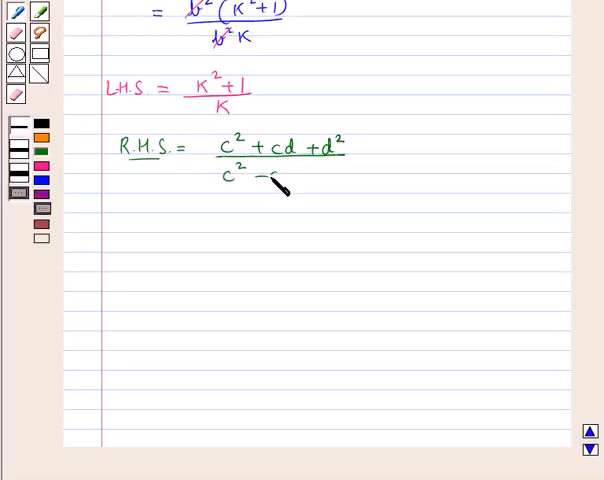 = b² (K²+1)
b²K
L.H.S. = K²+1
K
R.H.S. = c² + cd + d²
c² –